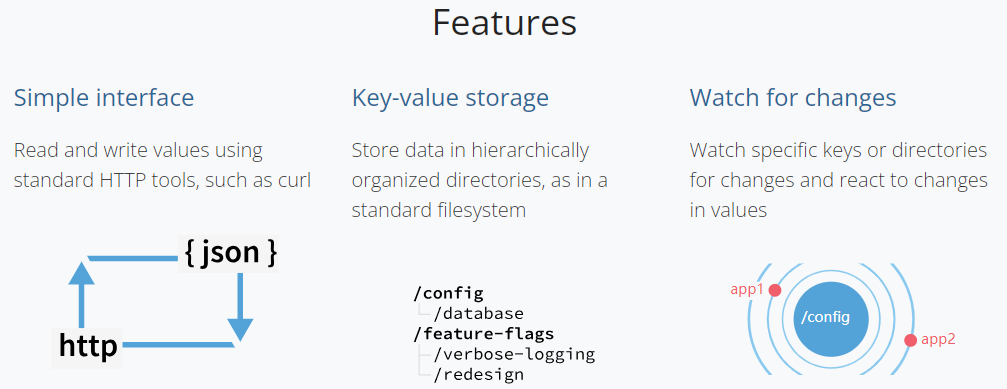 Features
Simple interface
Read and write values using
standard HTTP tools, such as curl
{ json }
http
Key-value storage
Store data in hierarchically
organized directories, as in a
standard filesystem
/config
/database
/feature-flags
/verbose-logging
/redesign
Watch for changes
Watch specific keys or directories
for changes and react to changes
in values
app1
/config
app2